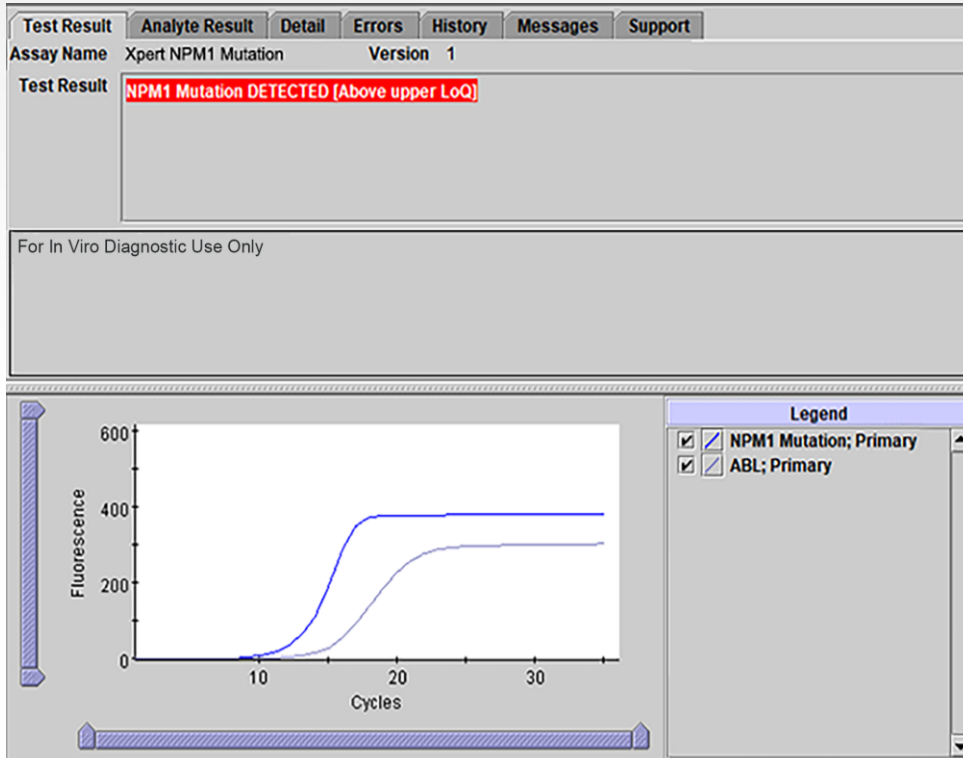 Test Result Analyte Result Detail Errors History Messages Support
Assay Name Xpert NPM1 Mutation Version 1
Test Result NPM1 Mutation DETECTED [Above upper LoQ]
For In Viro Diagnostic Use Only
Legend
NPM1 Mutation; Primary
ABL; Primary
600
400
200
0
Fluorescence
10 20 30
Cycles